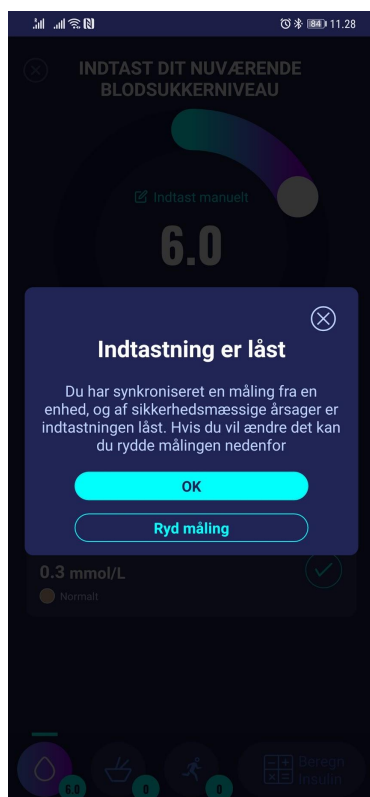 84 11.28
INDTAST DIT NUVÆRENDE
BLODSUKKERNIVEAU
Indtast manuelt
6.0
Indtastning er låst
Du har synkroniseret en måling fra en
enhed, og af sikkerhedsmæssige årsager er
indtastningen låst. Hvis du vil ændre det kan
du rydde målingen nedenfor
OK
Ryd måling
0.3 mmol/L
Normalt
6.0
0
0
Beregn
Insulin